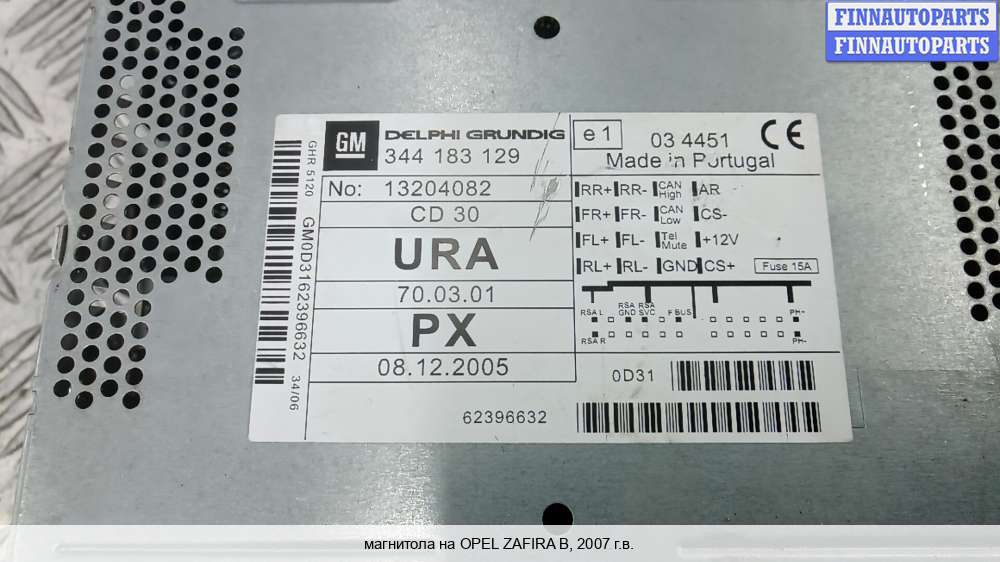 FINNAUTOPARTS
FINNAUTOPARTS
GM DELPHI GRUNDIG
344 183 129
e1 03 4451 CE
Made in Portugal
No: 13204082
CD 30
URA
70.03.01
PX
08.12.2005
62396632
RR+ RR- CAN High AR
FR+ FR- CAN Low CS-
FL+ FL- Tel Mute +12V
RL+ RL- GND CS+ Fuse 15A
RSA L RSA GND RSA SVC F BUS PH-
RSA R PH-
0D31
GHR 5120
GM0D3162396632
34/06
магнитола на OPEL ZAFIRA B, 2007 г.в.